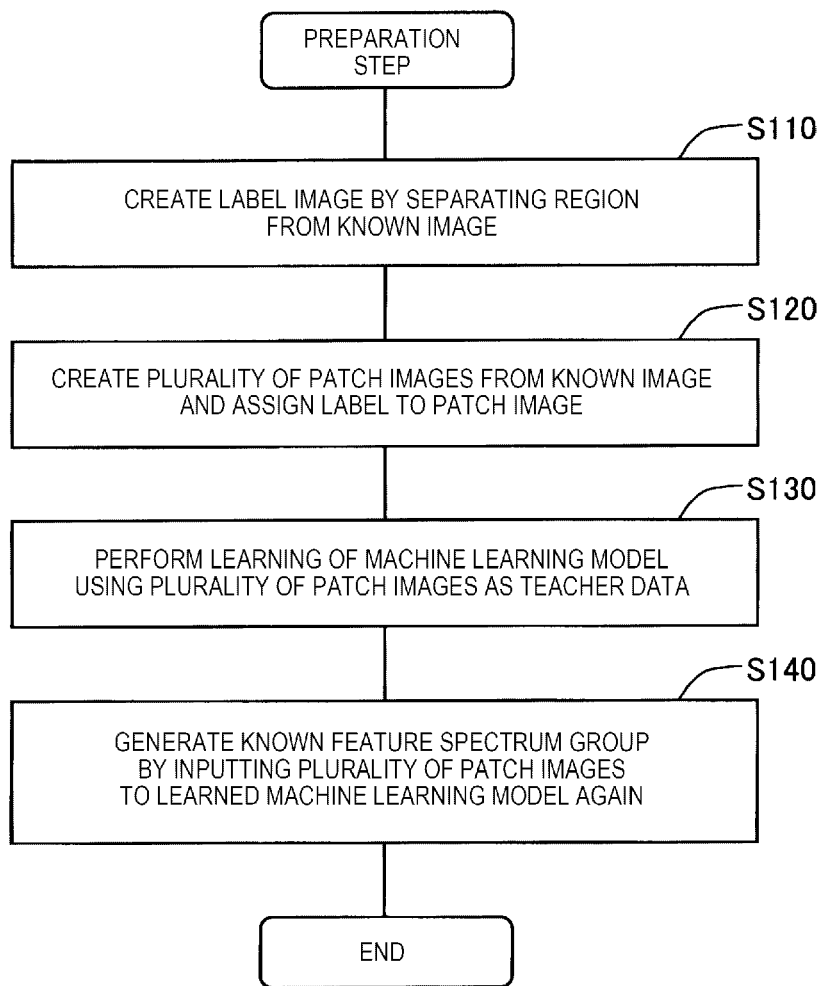 PREPARATION
STEP
S110
CREATE LABEL IMAGE BY SEPARATING REGION
FROM KNOWN IMAGE
S120
CREATE PLURALITY OF PATCH IMAGES FROM KNOWN IMAGE
AND ASSIGN LABEL TO PATCH IMAGE
S130
PERFORM LEARNING OF MACHINE LEARNING MODEL
USING PLURALITY OF PATCH IMAGES AS TEACHER DATA
S140
GENERATE KNOWN FEATURE SPECTRUM GROUP
BY INPUTTING PLURALITY OF PATCH IMAGES
TO LEARNED MACHINE LEARNING MODEL AGAIN
END